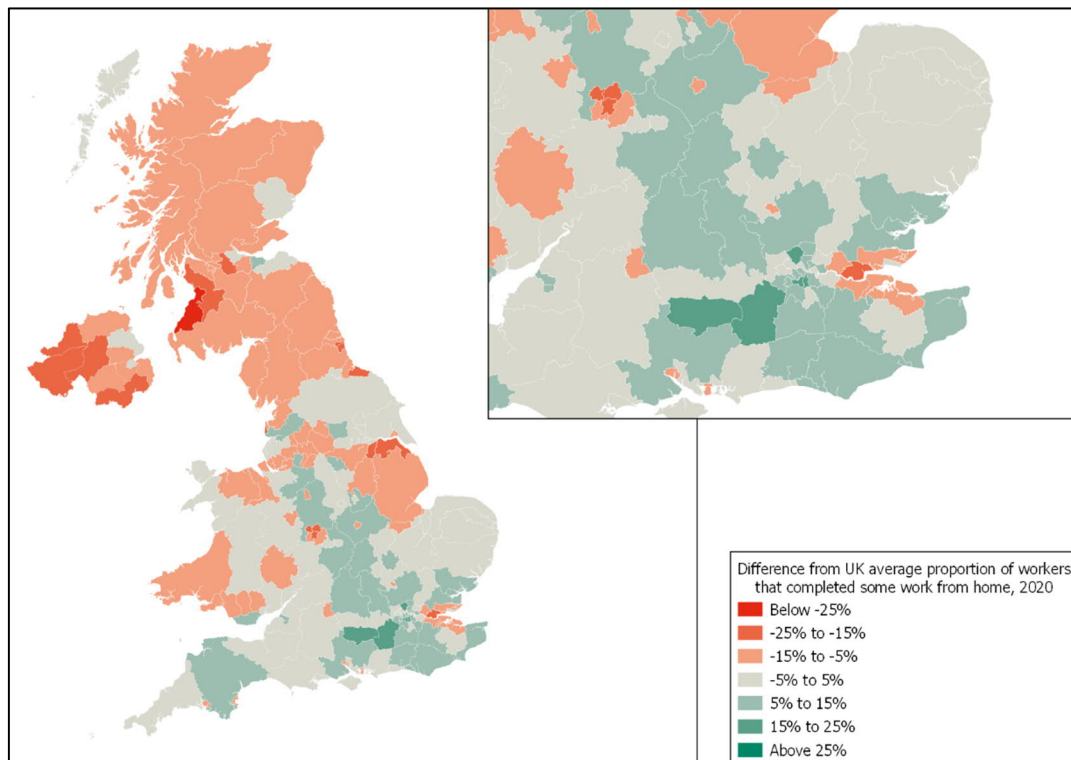 Difference from UK average proportion of workers
that completed some work from home, 2020
Below -25%
-25% to -15%
-15% to -5%
-5% to 5%
5% to 15%
15% to 25%
Above 25%